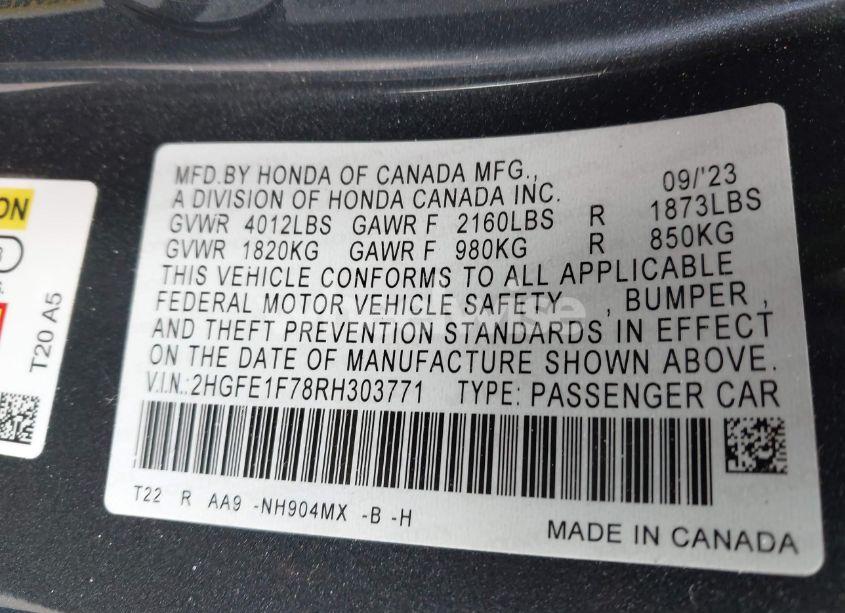 MFD.BY HONDA OF CANADA MFG., 09/'23
A DIVISION OF HONDA CANADA INC.
GVWR 4012LBS GAWR F 2160LBS R 1873LBS
GVWR 1820KG GAWR F 980KG R 850KG
THIS VEHICLE CONFORMS TO ALL APPLICABLE
FEDERAL MOTOR VEHICLE SAFETY , BUMPER ,
AND THEFT PREVENTION STANDARDS IN EFFECT
ON THE DATE OF MANUFACTURE SHOWN ABOVE.
V.I.N.:2HGFE1F78RH303771 TYPE: PASSENGER CAR
T22 R AA9 -NH904MX -B -H
MADE IN CANADA
T20 A5